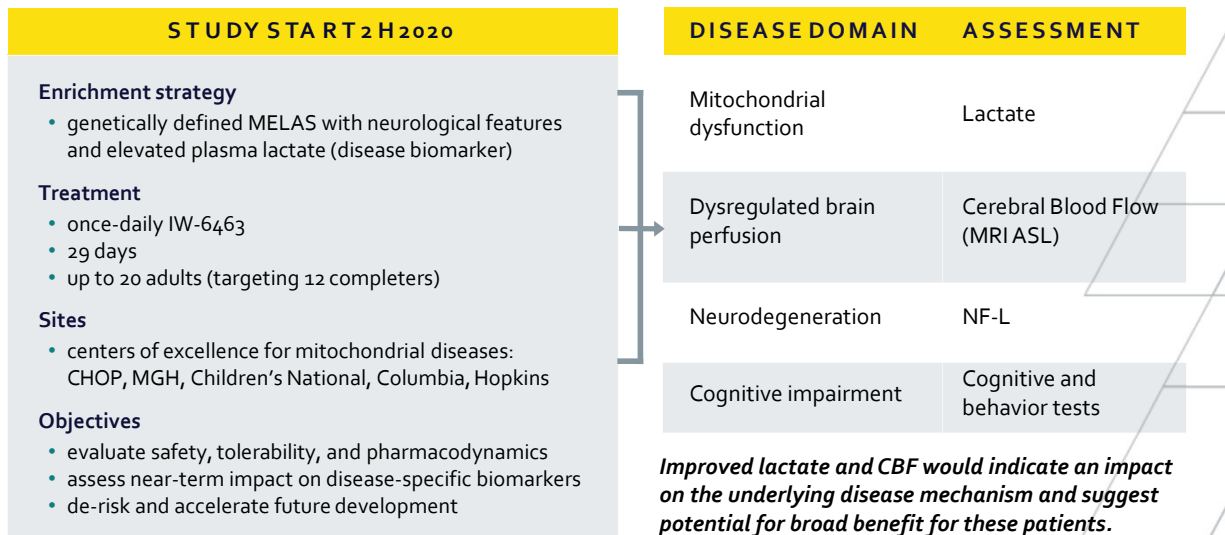 STUDY START 2H 2020
Enrichment strategy
• genetically defined MELAS with neurological features
and elevated plasma lactate (disease biomarker)
Treatment
• once-daily IW-6463
• 29 days
• up to 20 adults (targeting 12 completers)
Sites
• centers of excellence for mitochondrial diseases:
CHOP, MGH, Children's National, Columbia, Hopkins
Objectives
• evaluate safety, tolerability, and pharmacodynamics
• assess near-term impact on disease-specific biomarkers
• de-risk and accelerate future development
DISEASE DOMAIN ASSESSMENT
Mitochondrial
dysfunction
Lactate
Dysregulated brain
perfusion
Cerebral Blood Flow
(MRI ASL)
Neurodegeneration NF-L
Cognitive impairment
Cognitive and
behavior tests
Improved lactate and CBF would indicate an impact
on the underlying disease mechanism and suggest
potential for broad benefit for these patients.